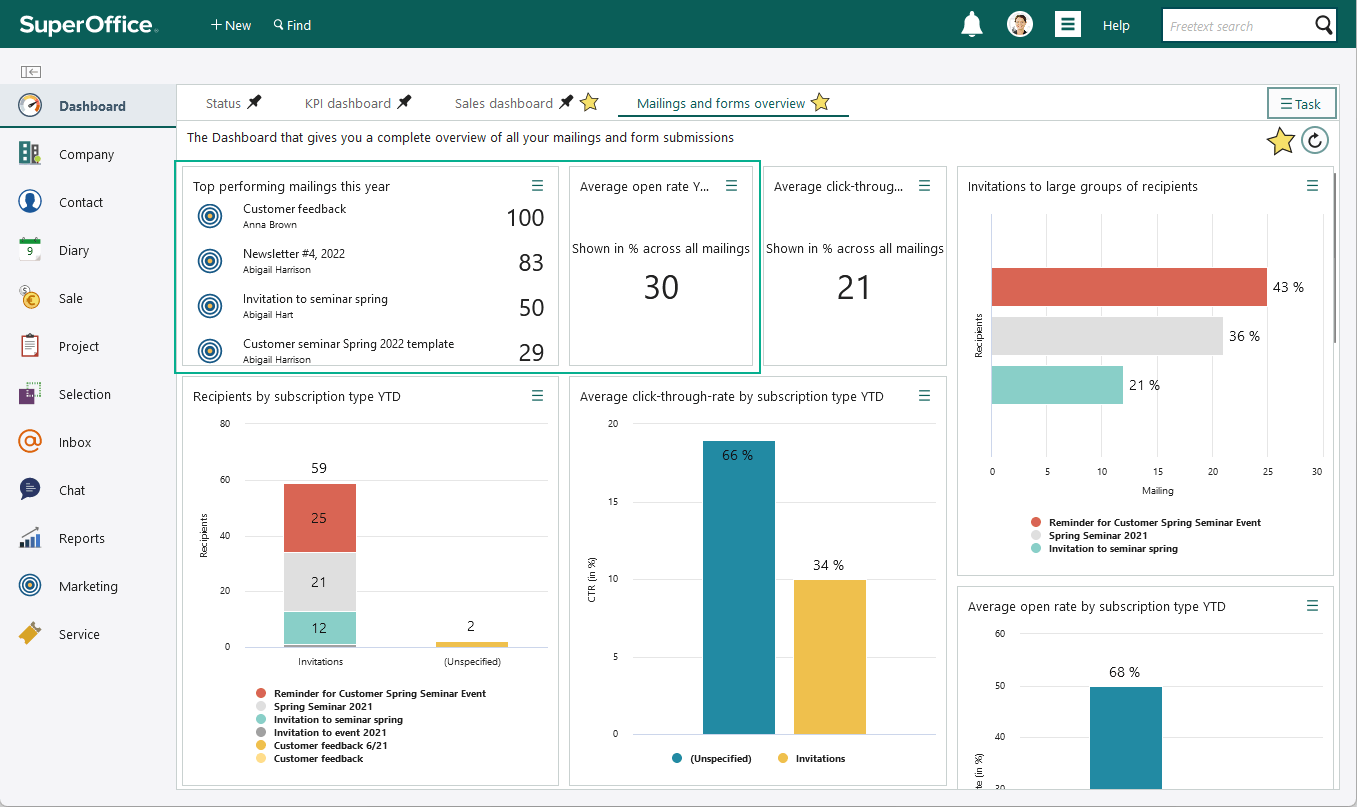 SuperOffice
New
Find
Help
Freetext search
Dashboard
Company
Contact
9
Diary
Sale
Project
Selection
Inbox
Chat
Reports
Marketing
Service
Status
KPI dashboard
Sales dashboard
Mailings and forms overview
Task
The Dashboard that gives you a complete overview of all your mailings and form submissions
Top performing mailings this year
Customer feedback
Anna Brown
100
Newsletter #4, 2022
Abigail Harrison
83
Invitation to seminar spring
Abigail Hart
50
Customer seminar Spring 2022 template
Abigail Harrison
29
Average open rate Y...
Shown in % across all mailings
30
Average click-throug...
Shown in % across all mailings
21
Invitations to large groups of recipients
Recipients
43 %
36 %
21 %
0 5 10 15 20 25 30
Mailing
Reminder for Customer Spring Seminar Event
Spring Seminar 2021
Invitation to seminar spring
Recipients by subscription type YTD
80
60
40
20
0
Recipients
59
25
21
12
2
Invitations
(Unspecified)
Reminder for Customer Spring Seminar Event
Spring Seminar 2021
Invitation to seminar spring
Invitation to event 2021
Customer feedback 6/21
Customer feedback
Average click-through-rate by subscription type YTD
20
15
10
5
0
CTR (in %)
66 %
34 %
(Unspecified)
Invitations
Average open rate by subscription type YTD
60
50
40
30
68 %
(in %)